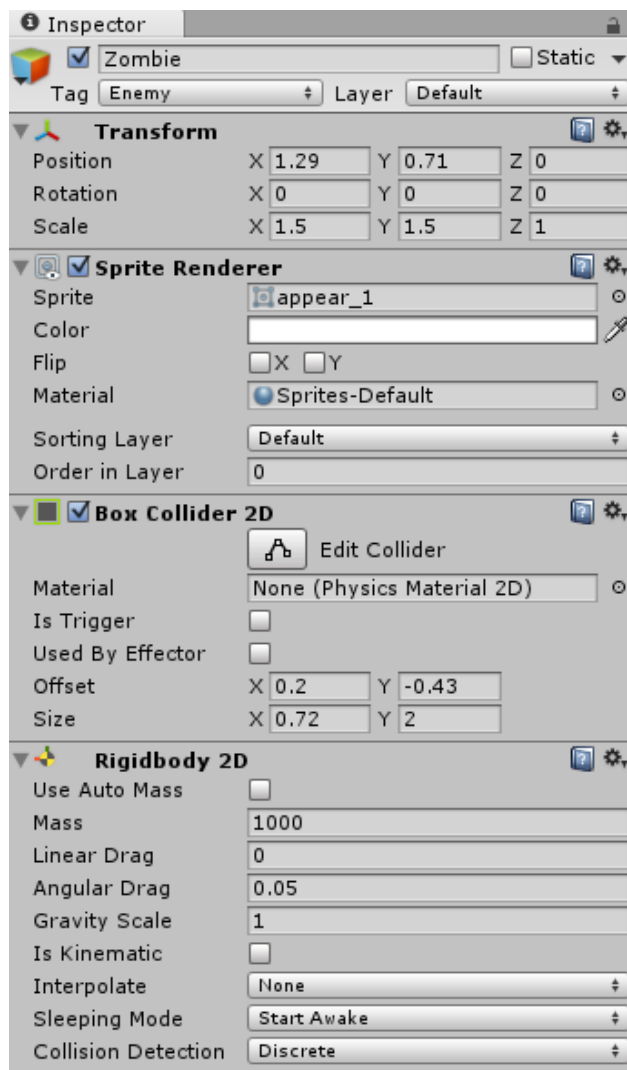 Inspector
Zombie Static
Tag Enemy Layer Default
Transform
Position X 1.29 Y 0.71 Z 0
Rotation X 0 Y 0 Z 0
Scale X 1.5 Y 1.5 Z 1
Sprite Renderer
Sprite appear_1
Color
Flip X Y
Material Sprites-Default
Sorting Layer Default
Order in Layer 0
Box Collider 2D
Edit Collider
Material None (Physics Material 2D)
Is Trigger
Used By Effector
Offset X 0.2 Y -0.43
Size X 0.72 Y 2
Rigidbody 2D
Use Auto Mass
Mass 1000
Linear Drag 0
Angular Drag 0.05
Gravity Scale 1
Is Kinematic
Interpolate None
Sleeping Mode Start Awake
Collision Detection Discrete